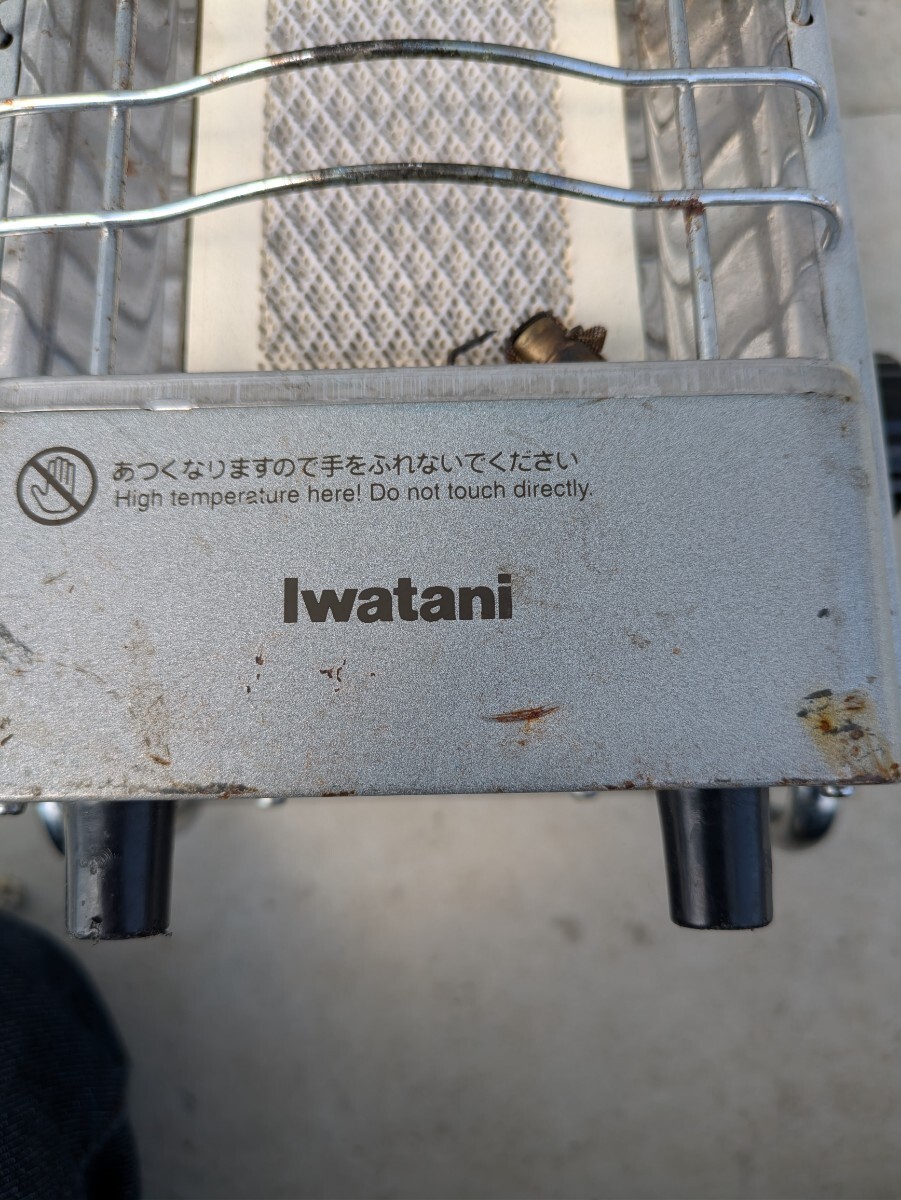 あつくなりますので手をふれないでください
High temperature here! Do not touch directly.
Iwatani